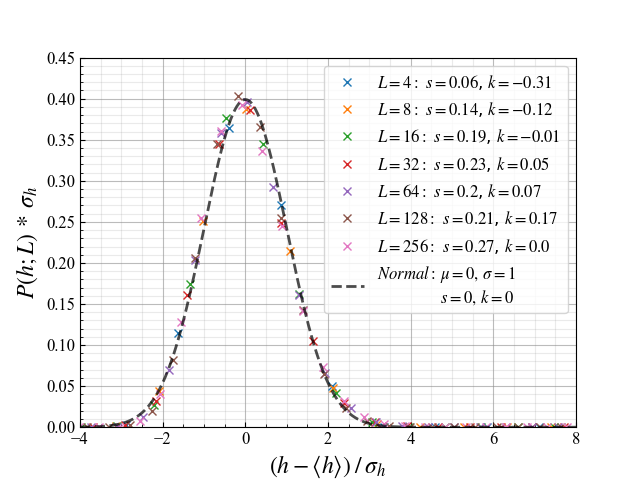 0.45
0.40
0.35
0.30
0.25
0.20
0.15
0.10
0.05
0.00
P(h; L) * σₕ
L = 4 : s = 0.06, k = −0.31
L = 8 : s = 0.14, k = −0.12
L = 16 : s = 0.19, k = −0.01
L = 32 : s = 0.23, k = 0.05
L = 64 : s = 0.2, k = 0.07
L = 128 : s = 0.21, k = 0.17
L = 256 : s = 0.27, k = 0.0
Normal : μ = 0, σ = 1
s = 0, k = 0
−4 −2 0 2 4 6 8
(h − ⟨h⟩) / σₕ